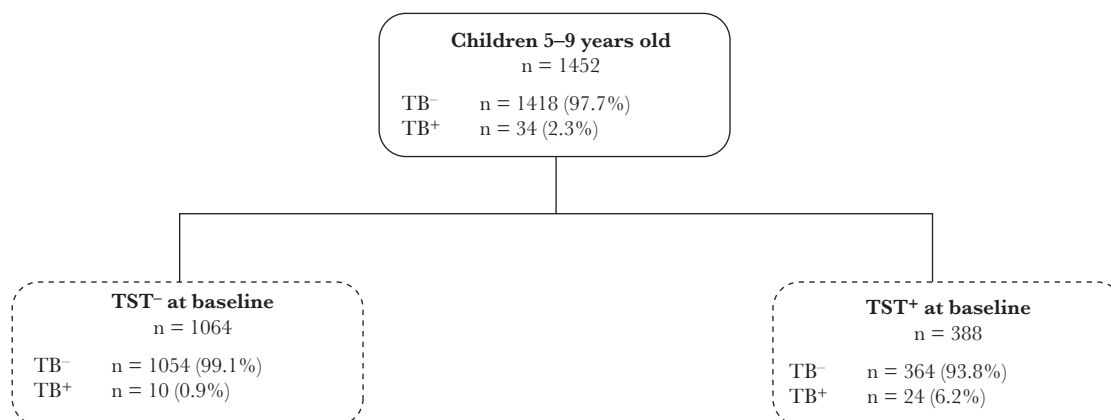 Children 5–9 years old
n = 1452
TB⁻ n = 1418 (97.7%)
TB⁺ n = 34 (2.3%)
TST⁻ at baseline
n = 1064
TB⁻ n = 1054 (99.1%)
TB⁺ n = 10 (0.9%)
TST⁺ at baseline
n = 388
TB⁻ n = 364 (93.8%)
TB⁺ n = 24 (6.2%)